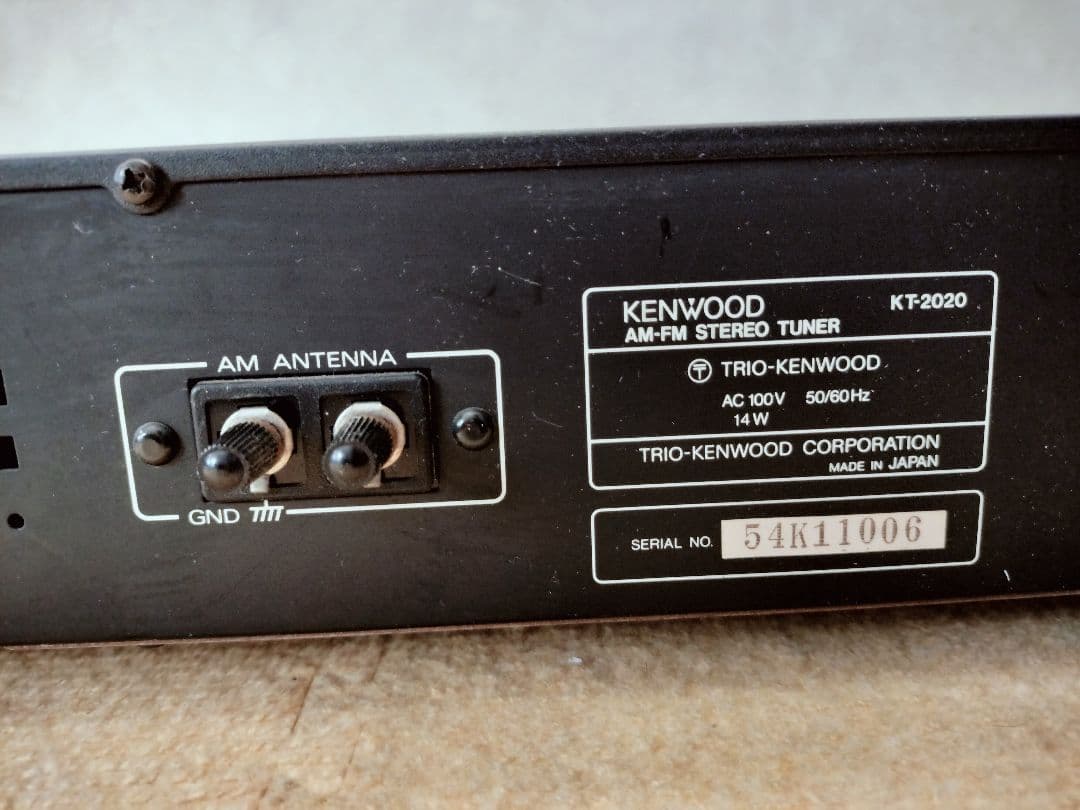 AM ANTENNA
GND
KENWOOD KT-2020
AM-FM STEREO TUNER
TRIO-KENWOOD
AC 100V 50/60Hz
14W
TRIO-KENWOOD CORPORATION
MADE IN JAPAN
SERIAL NO. 54K11006